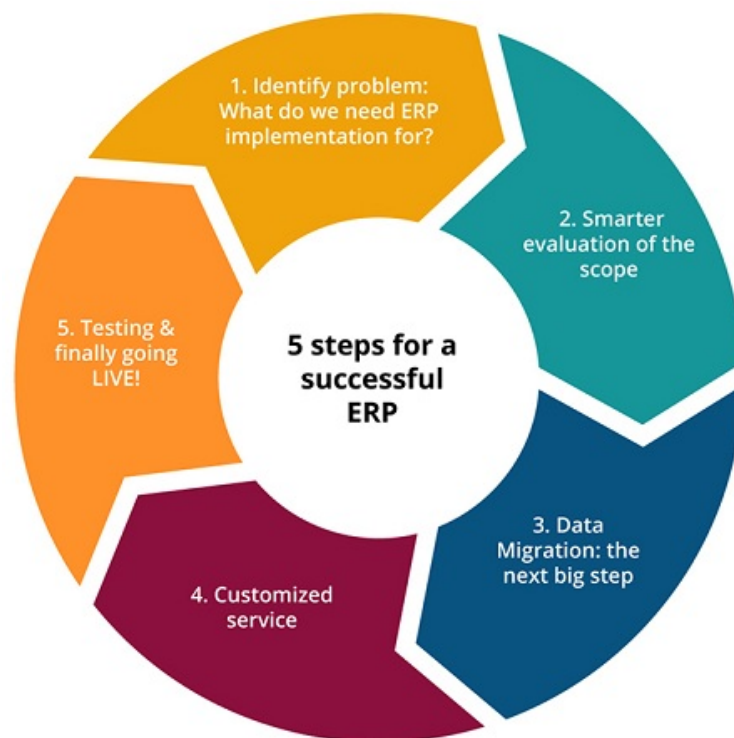 1. Identify problem:
What do we need ERP
implementation for?
2. Smarter
evaluation of the
scope
3. Data
Migration: the
next big step
4. Customized
service
5. Testing &
finally going
LIVE!
5 steps for a
successful
ERP